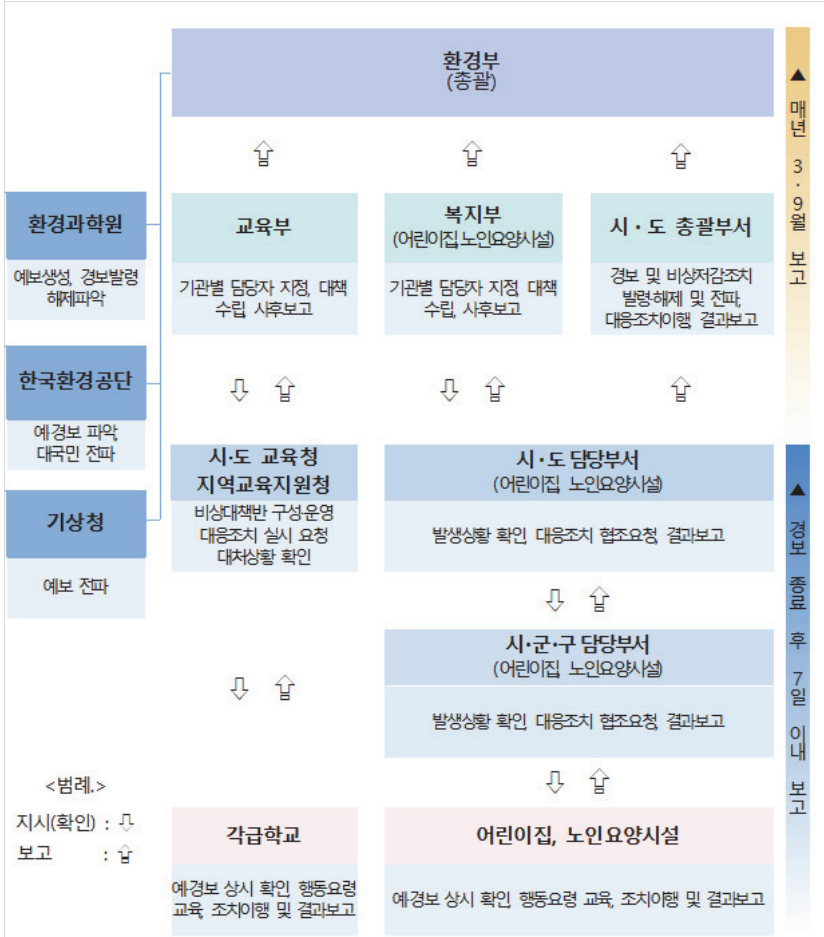 환경부
(총괄)
환경과학원
예보생성, 경보발령
해제파악
한국환경공단
예·경보 파악,
대국민 전파
기상청
예보 전파
교육부
기관별 담당자 지정, 대책
수립, 사후보고
복지부
(어린이집, 노인요양시설)
기관별 담당자 지정, 대책
수립, 사후보고
시·도 총괄부서
경보 및 비상저감조치
발령·해제 및 전파,
대응조치이행, 결과보고
시·도 교육청
지역교육지원청
비상대책반 구성·운영
대응조치 실시 요청
대처상황 확인
시·도 담당부서
(어린이집, 노인요양시설)
발생상황 확인, 대응조치 협조요청, 결과보고
시·군·구 담당부서
(어린이집, 노인요양시설)
발생상황 확인, 대응조치 협조요청, 결과보고
각급학교
예·경보 상시 확인, 행동요령
교육, 조치이행 및 결과보고
어린이집, 노인요양시설
예·경보 상시 확인, 행동요령 교육, 조치이행 및 결과보고
<범례.>
지시(확인) : ⇩
보고 : ⇧
▲ 매년 3·9월 보고
▲ 경보 종료 후 7일 이내 보고